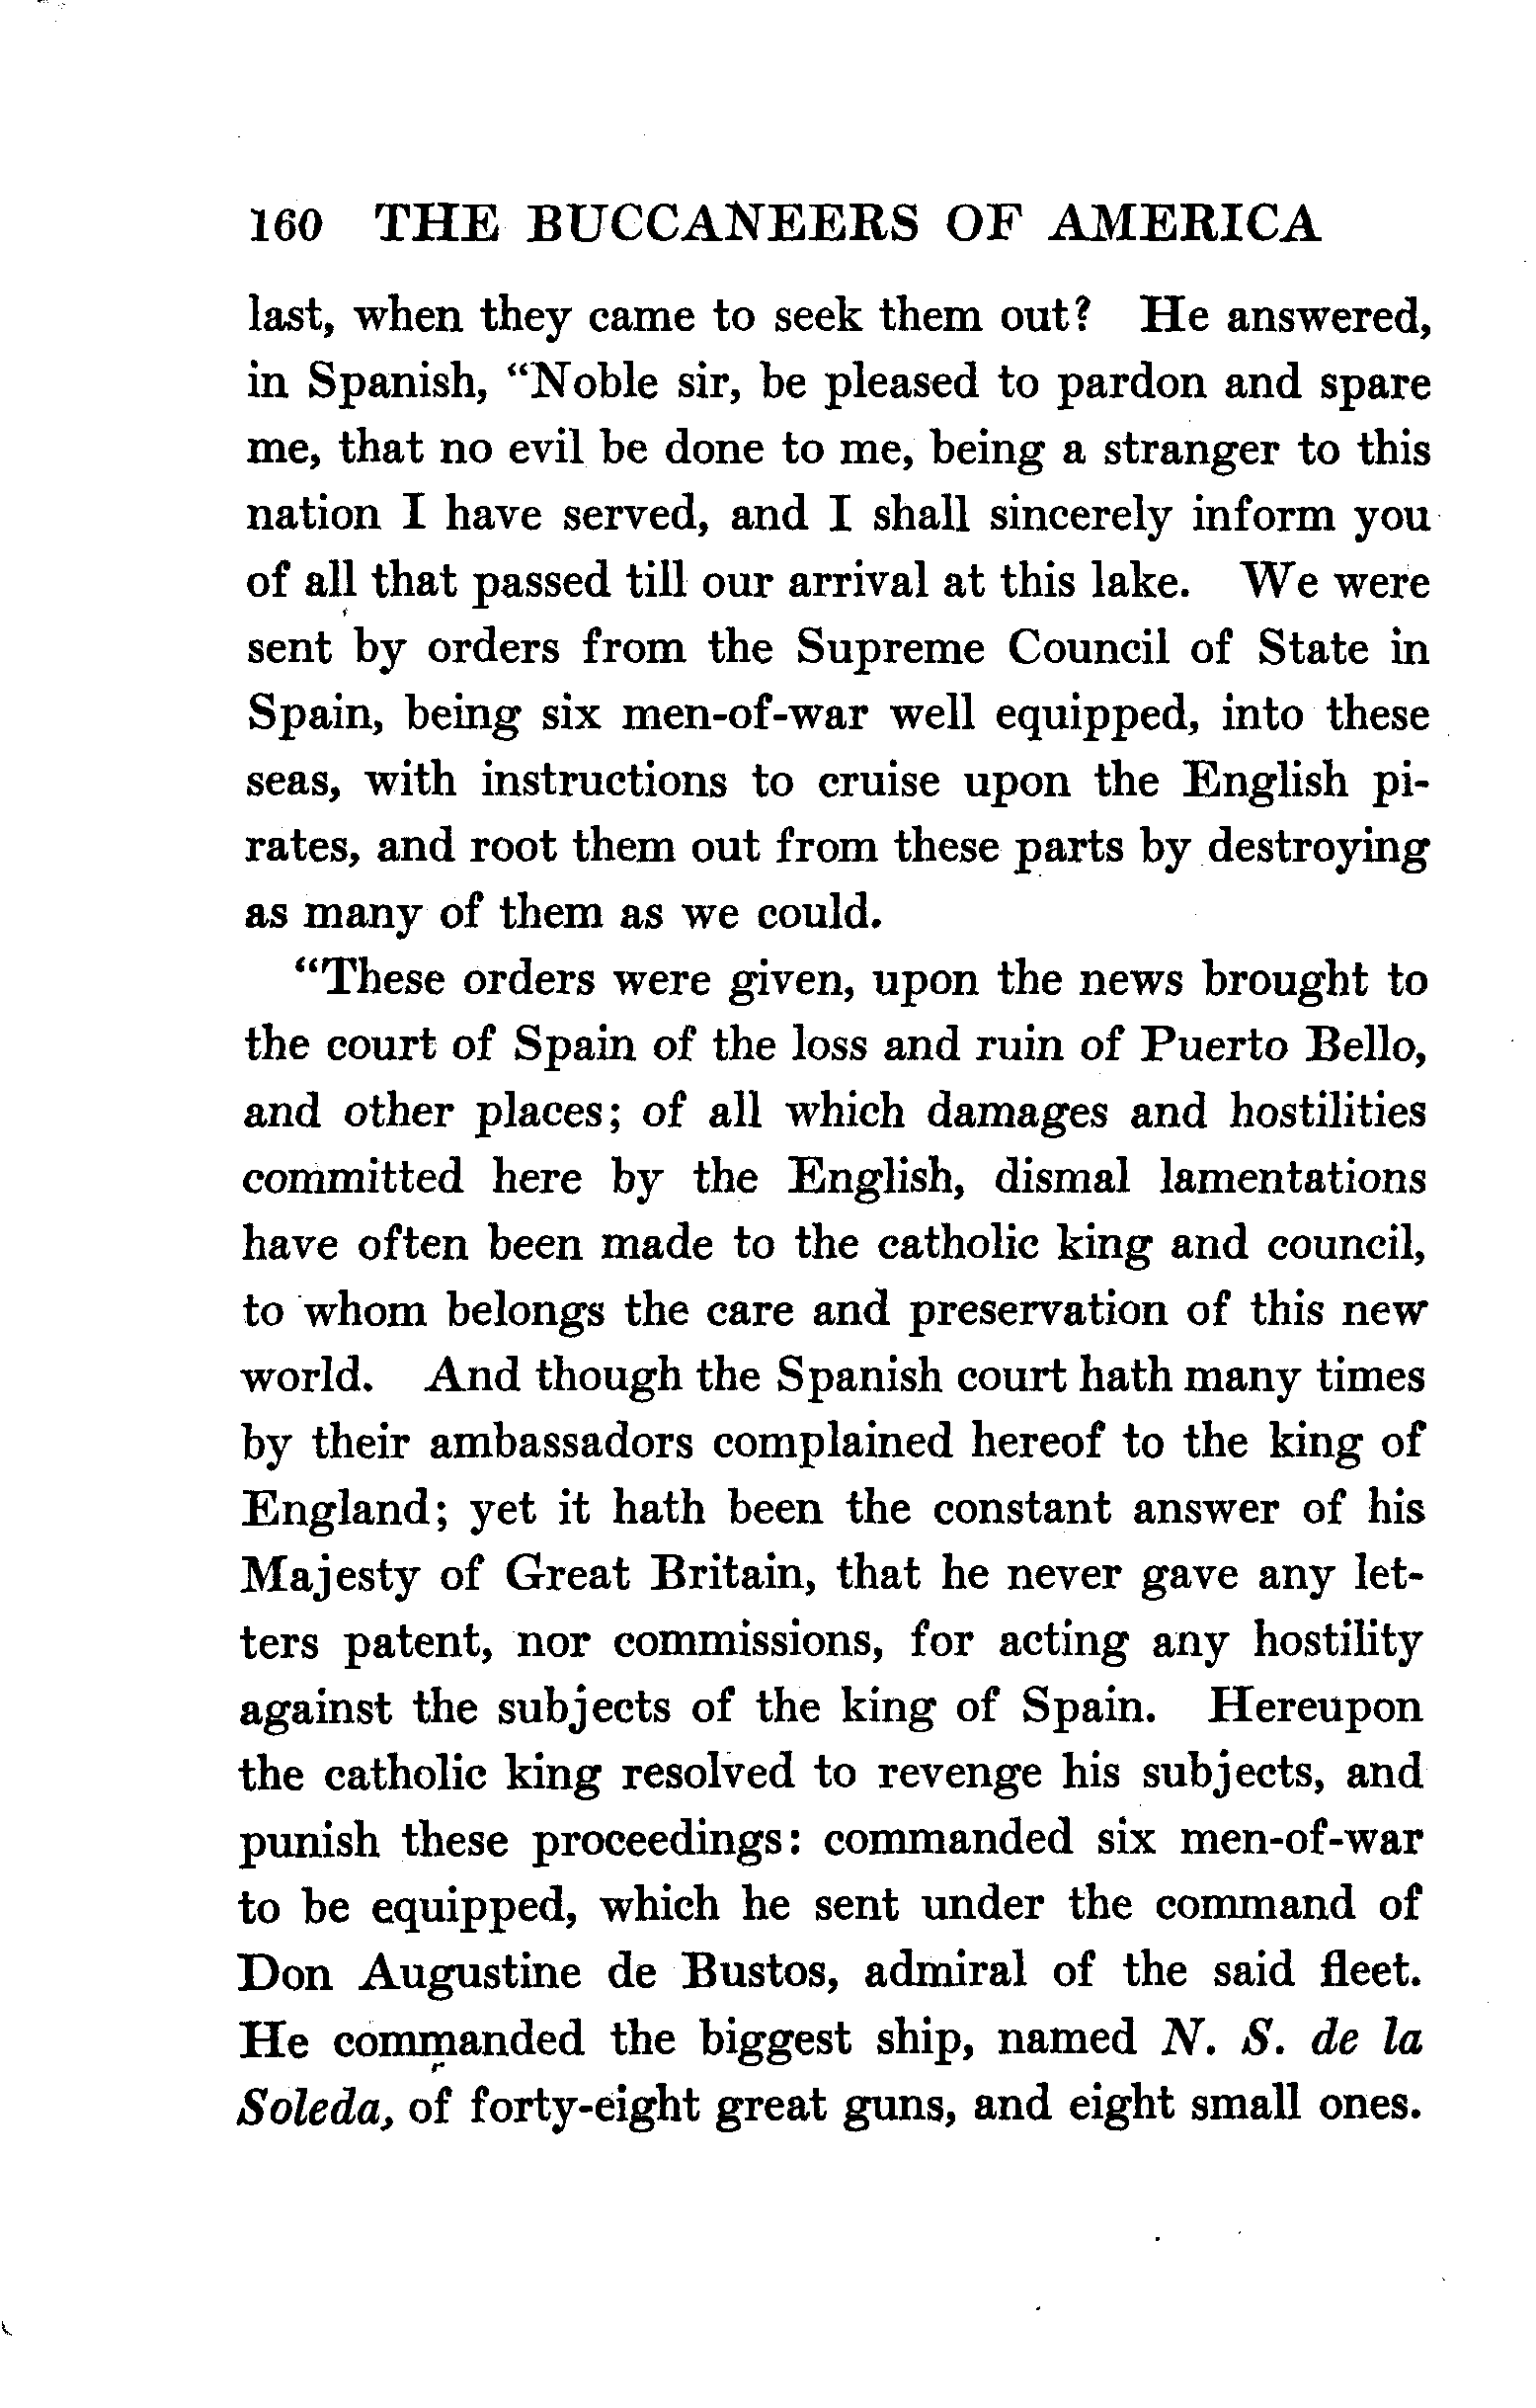 160 THE BUCCANEERS OF AMERICA
last, when they came to seek them out? He answered,
in Spanish, "Noble sir, be pleased to pardon and spare
me, that no evil be done to me, being a stranger to this
nation I have served, and I shall sincerely inform you
of all that passed till our arrival at this lake. We were
sent by orders from the Supreme Council of State in
Spain, being six men-of-war well equipped, into these
seas, with instructions to cruise upon the English pi-
rates, and root them out from these parts by destroying
as many of them as we could.
"These orders were given, upon the news brought to
the court of Spain of the loss and ruin of Puerto Bello,
and other places; of all which damages and hostilities
committed here by the English, dismal lamentations
have often been made to the catholic king and council,
to whom belongs the care and preservation of this new
world. And though the Spanish court hath many times
by their ambassadors complained hereof to the king of
England; yet it hath been the constant answer of his
Majesty of Great Britain, that he never gave any let-
ters patent, nor commissions, for acting any hostility
against the subjects of the king of Spain. Hereupon
the catholic king resolved to revenge his subjects, and
punish these proceedings: commanded six men-of-war
to be equipped, which he sent under the command of
Don Augustine de Bustos, admiral of the said fleet.
He commanded the biggest ship, named N. S. de la
Soleda, of forty-eight great guns, and eight small ones.